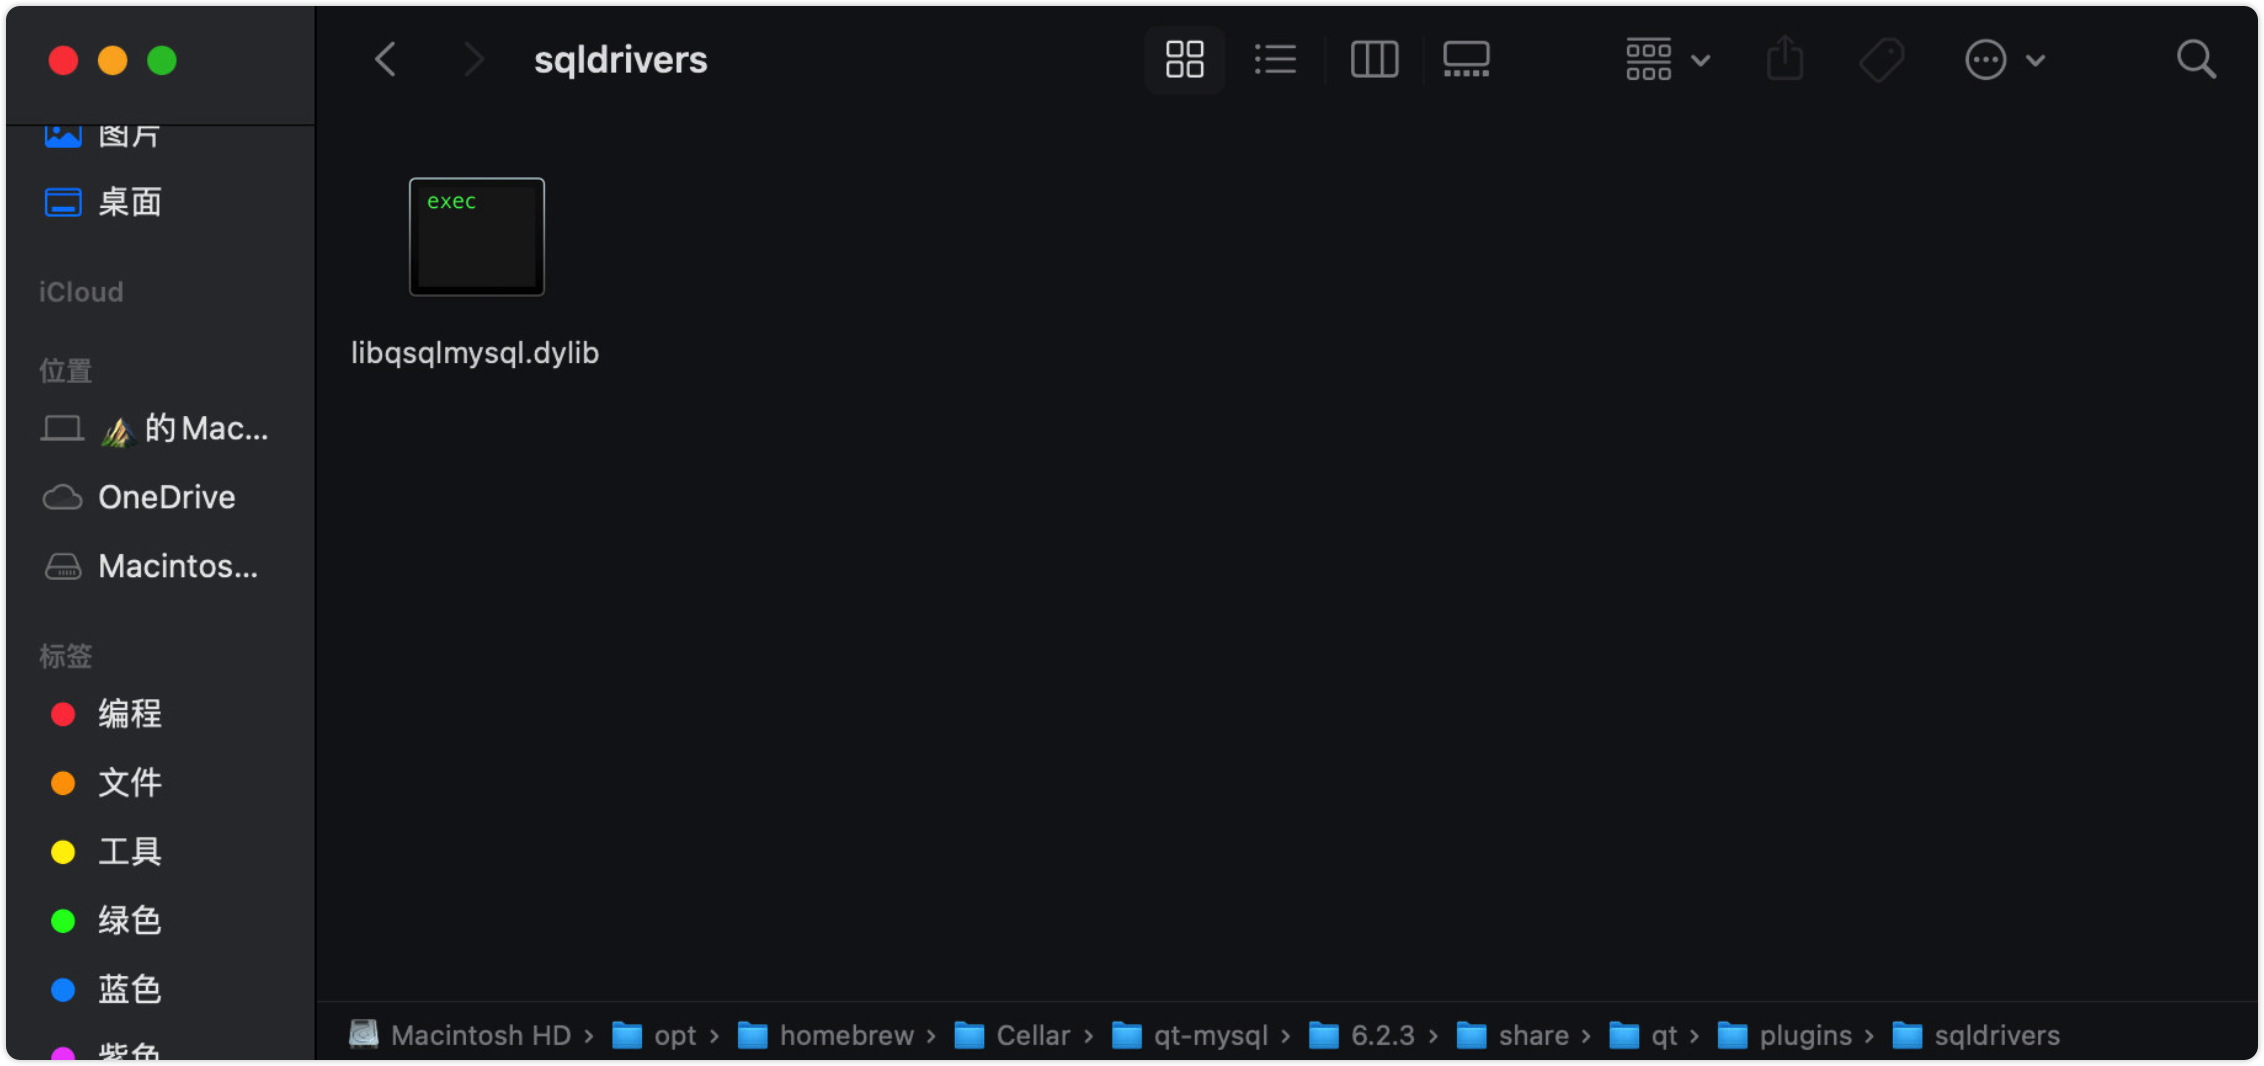 sqldrivers
图片
桌面
iCloud
位置
的Mac...
OneDrive
Macintos...
标签
编程
文件
工具
绿色
蓝色
紫色
exec
libqsqlmysql.dylib
Macintosh HD › opt › homebrew › Cellar › qt-mysql › 6.2.3 › share › qt › plugins › sqldrivers